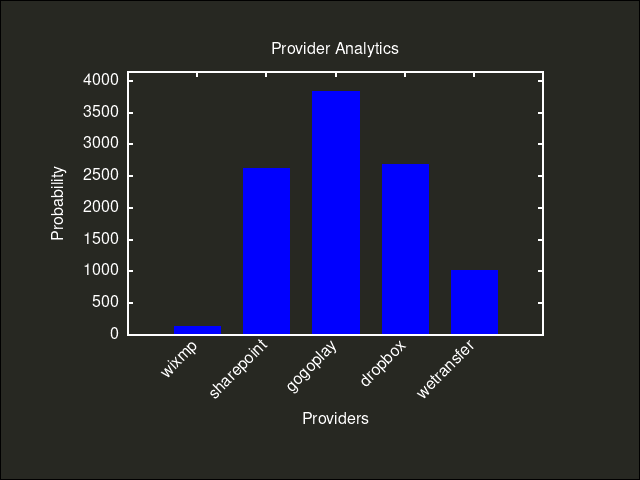 Provider Analytics
4000
3500
3000
2500
2000
1500
1000
500
0
Probability
wixmp
sharepoint
gogoplay
dropbox
wetransfer
Providers